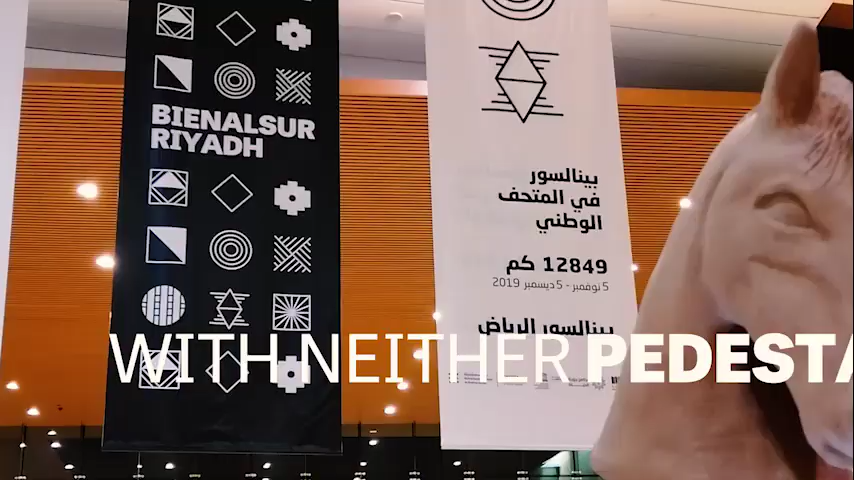 BIENALSUR
RIYADH
بينالسور
في المتحف
الوطني
12849 كم
5 نوفمبر - 5 ديسمبر 2019
بينالسور الرياض
WITH NEITHER PEDESTA